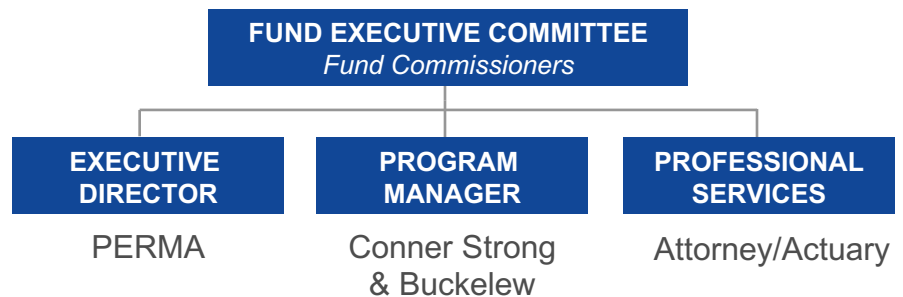 FUND EXECUTIVE COMMITTEE
Fund Commissioners
EXECUTIVE
DIRECTOR
PERMA
PROGRAM
MANAGER
Conner Strong
& Buckelew
PROFESSIONAL
SERVICES
Attorney/Actuary